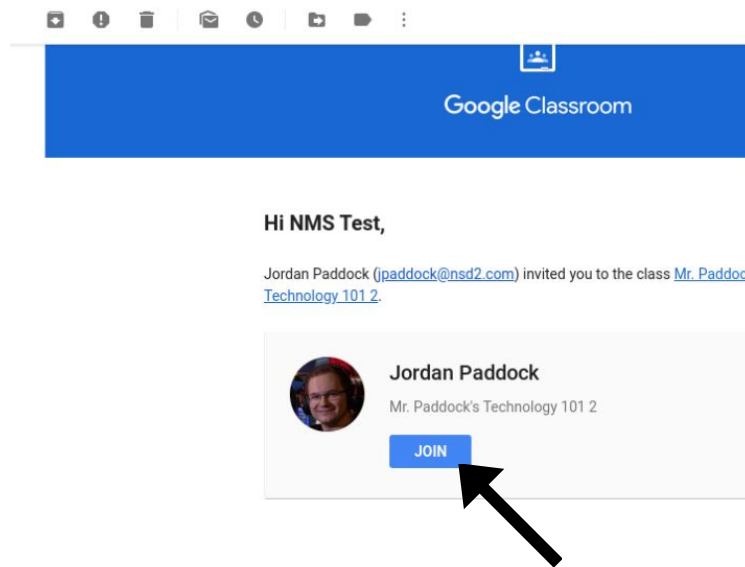 Google Classroom
Hi NMS Test,
Jordan Paddock (jpaddock@nsd2.com) invited you to the class Mr. Paddoc
Technology 101 2.
Jordan Paddock
Mr. Paddock's Technology 101 2
JOIN